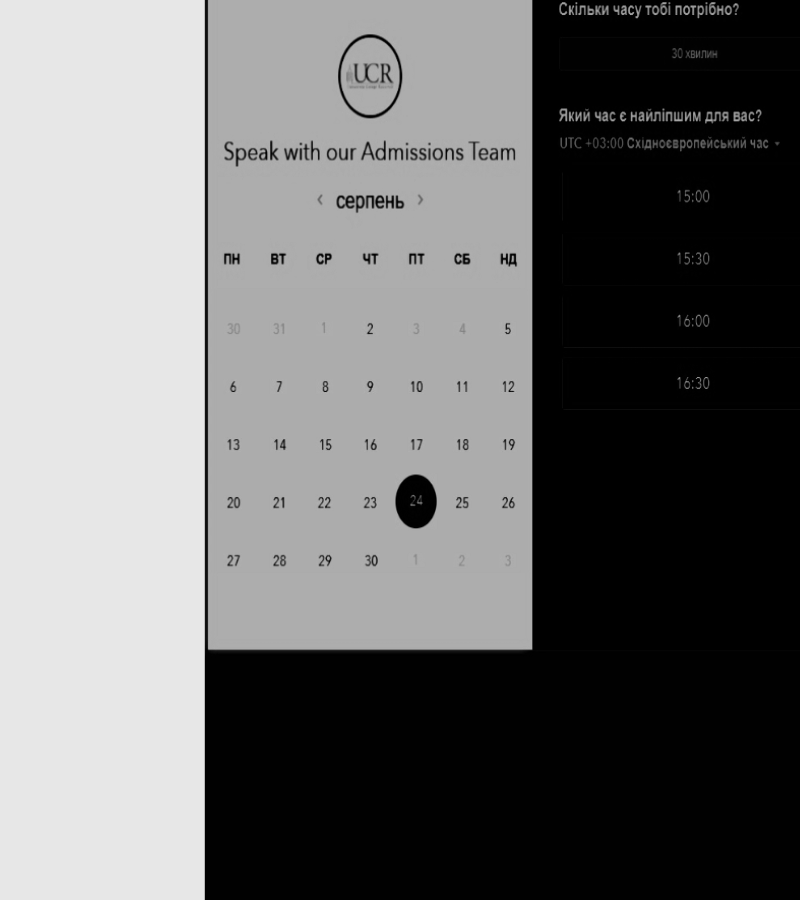 UCR
Speak with our Admissions Team
серпень
ПН ВТ СР ЧТ ПТ СБ НД
30 31 1 2 3 4 5
6 7 8 9 10 11 12
13 14 15 16 17 18 19
20 21 22 23 24 25 26
27 28 29 30 1 2 3
Скільки часу тобі потрібно?
30 хвилин
Який час є найліпшим для вас?
UTC +03:00 Східноєвропейський час
15:00
15:30
16:00
16:30